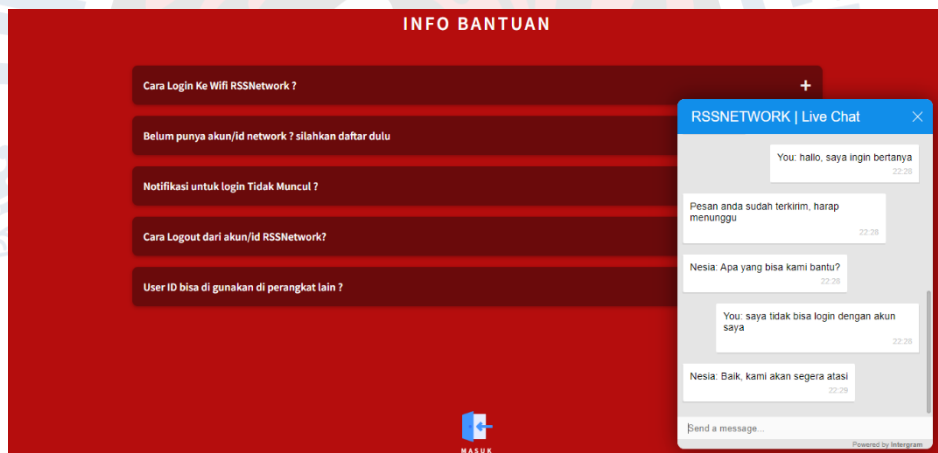 INFO BANTUAN
Cara Login Ke Wifi RSSNetwork ?
+
Belum punya akun/id network ? silahkan daftar dulu
Notifikasi untuk login Tidak Muncul ?
Cara Logout dari akun/id RSSNetwork?
User ID bisa di gunakan di perangkat lain ?
MASUK
RSSNETWORK | Live Chat
You: hallo, saya ingin bertanya
22:28
Pesan anda sudah terkirim, harap
menunggu
22:28
Nesia: Apa yang bisa kami bantu?
22:28
You: saya tidak bisa login dengan akun
saya
22:28
Nesia: Baik, kami akan segera atasi
22:29
Send a message...
Powered by Intergram